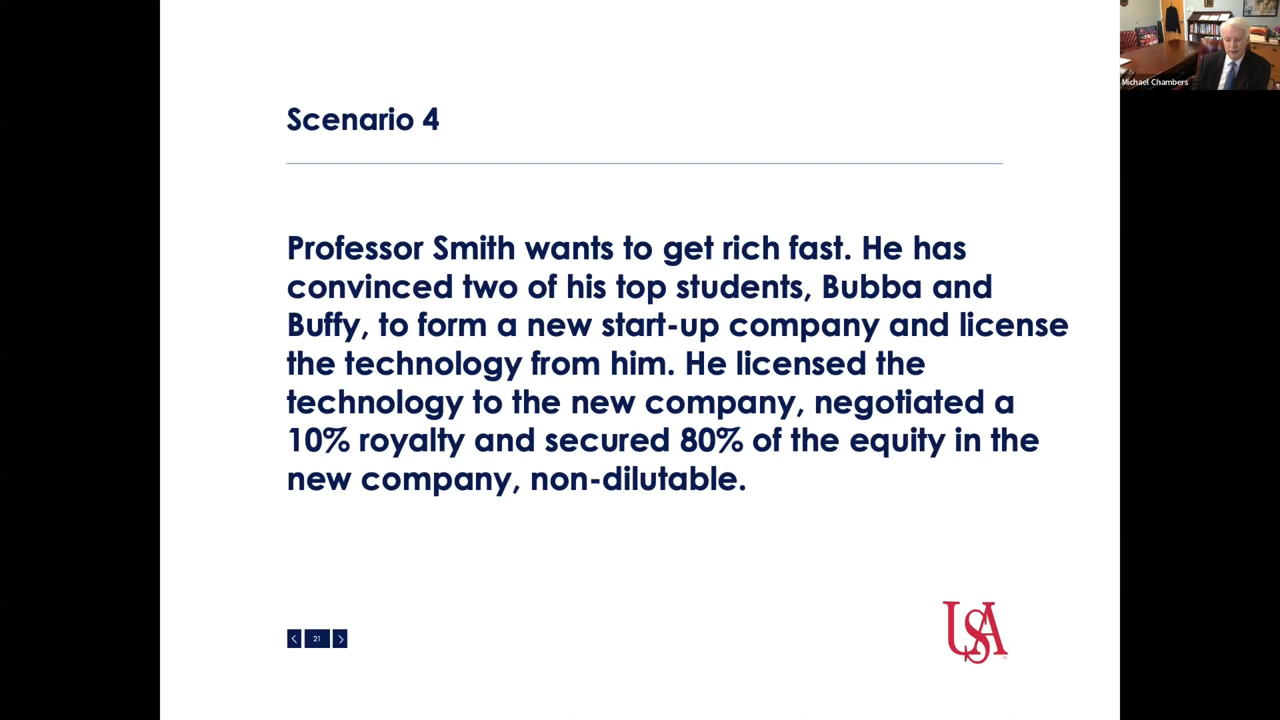 Michael Chambers
Scenario 4
Professor Smith wants to get rich fast. He has
convinced two of his top students, Bubba and
Buffy, to form a new start-up company and license
the technology from him. He licensed the
technology to the new company, negotiated a
10% royalty and secured 80% of the equity in the
new company, non-dilutable.
21
USA